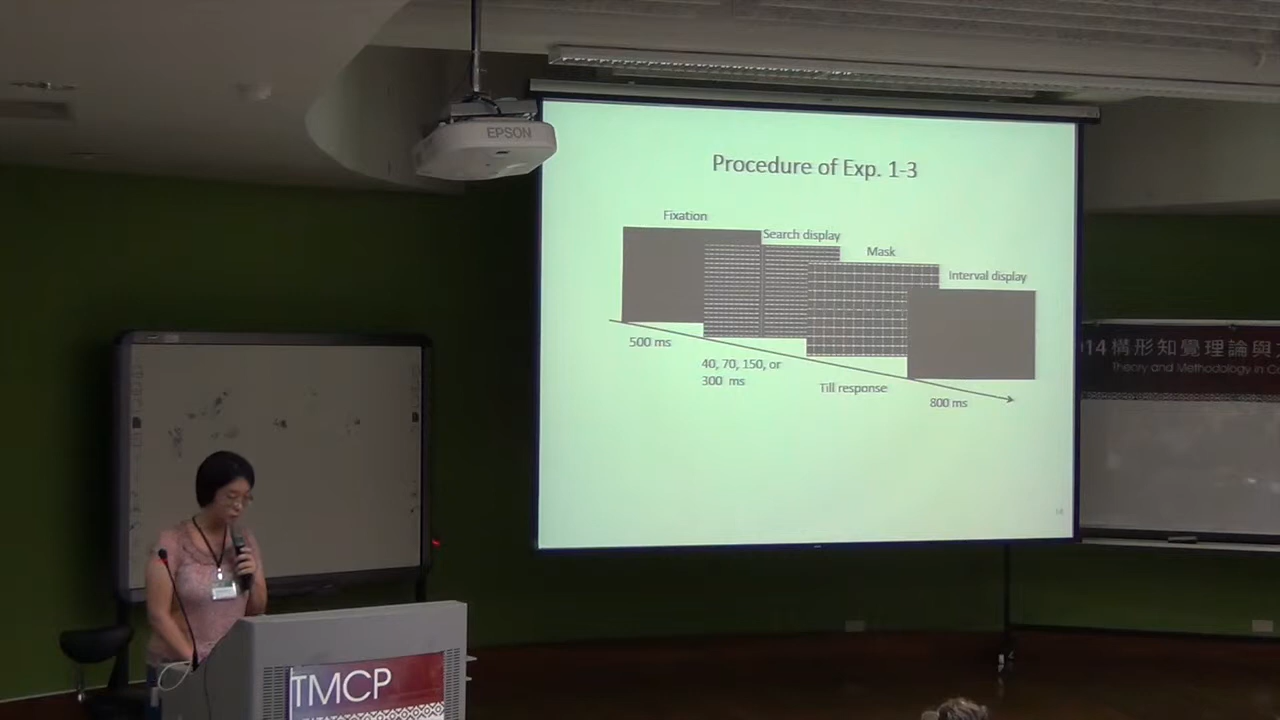 EPSON
Procedure of Exp. 1-3
Fixation
Search display
Mask
Interval display
500 ms
40, 70, 150, or
300 ms
Till response
800 ms
14構形知覺理論與
Theory and Methodology in
TMCP